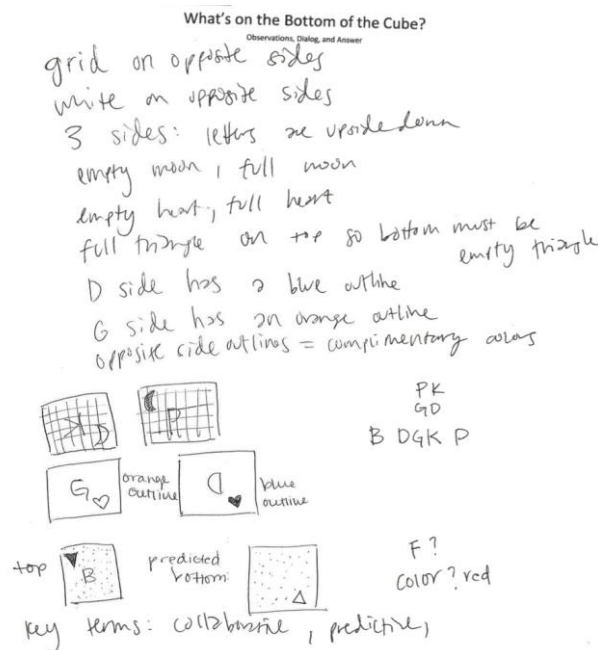 What's on the Bottom of the Cube?
Observations, Dialog, and Answer
grid on opposite sides
white on opposite sides
3 sides: letters are upside down
empty moon, full moon
empty heart, full heart
full triangle on top so bottom must be
empty triangle
D side has a blue outline
G side has an orange outline
opposite side outlines = complimentary colors
K P
PK
GD
B DGK P
G orange outline D blue outline
top B predicted bottom:
F?
color? red
key terms: collaborative, predictive,